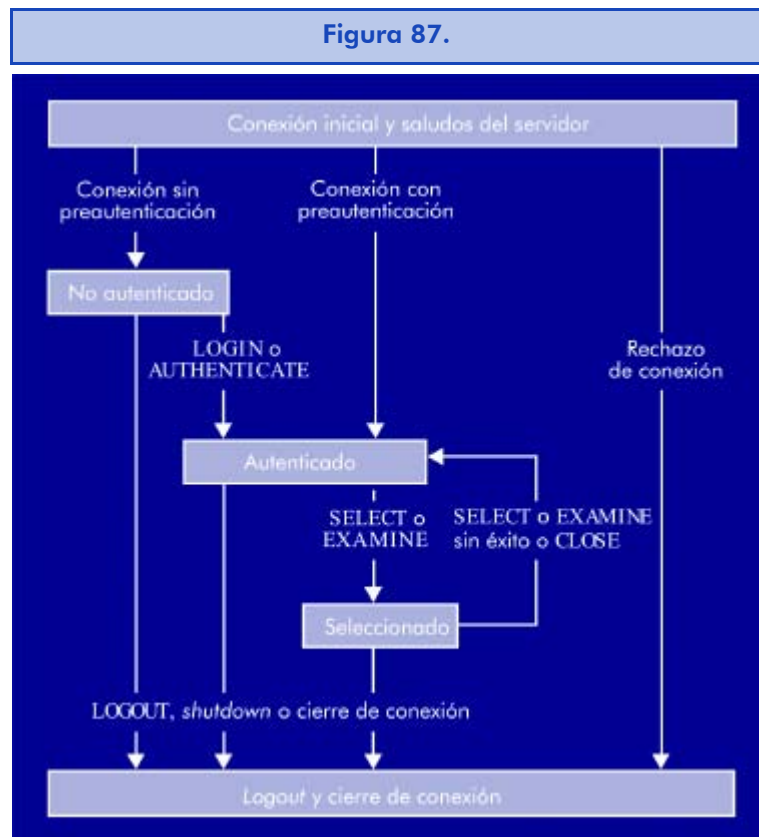 Figura 87.
Conexión inicial y saludos del servidor
Conexión sin
preautenticación
Conexión con
preautenticación
No autenticado
LOGIN o
AUTHENTICATE
Rechazo
de conexión
Autenticado
SELECT o
EXAMINE
SELECT o EXAMINE
sin éxito o CLOSE
Seleccionado
LOGOUT, shutdown o cierre de conexión
Logout y cierre de conexión